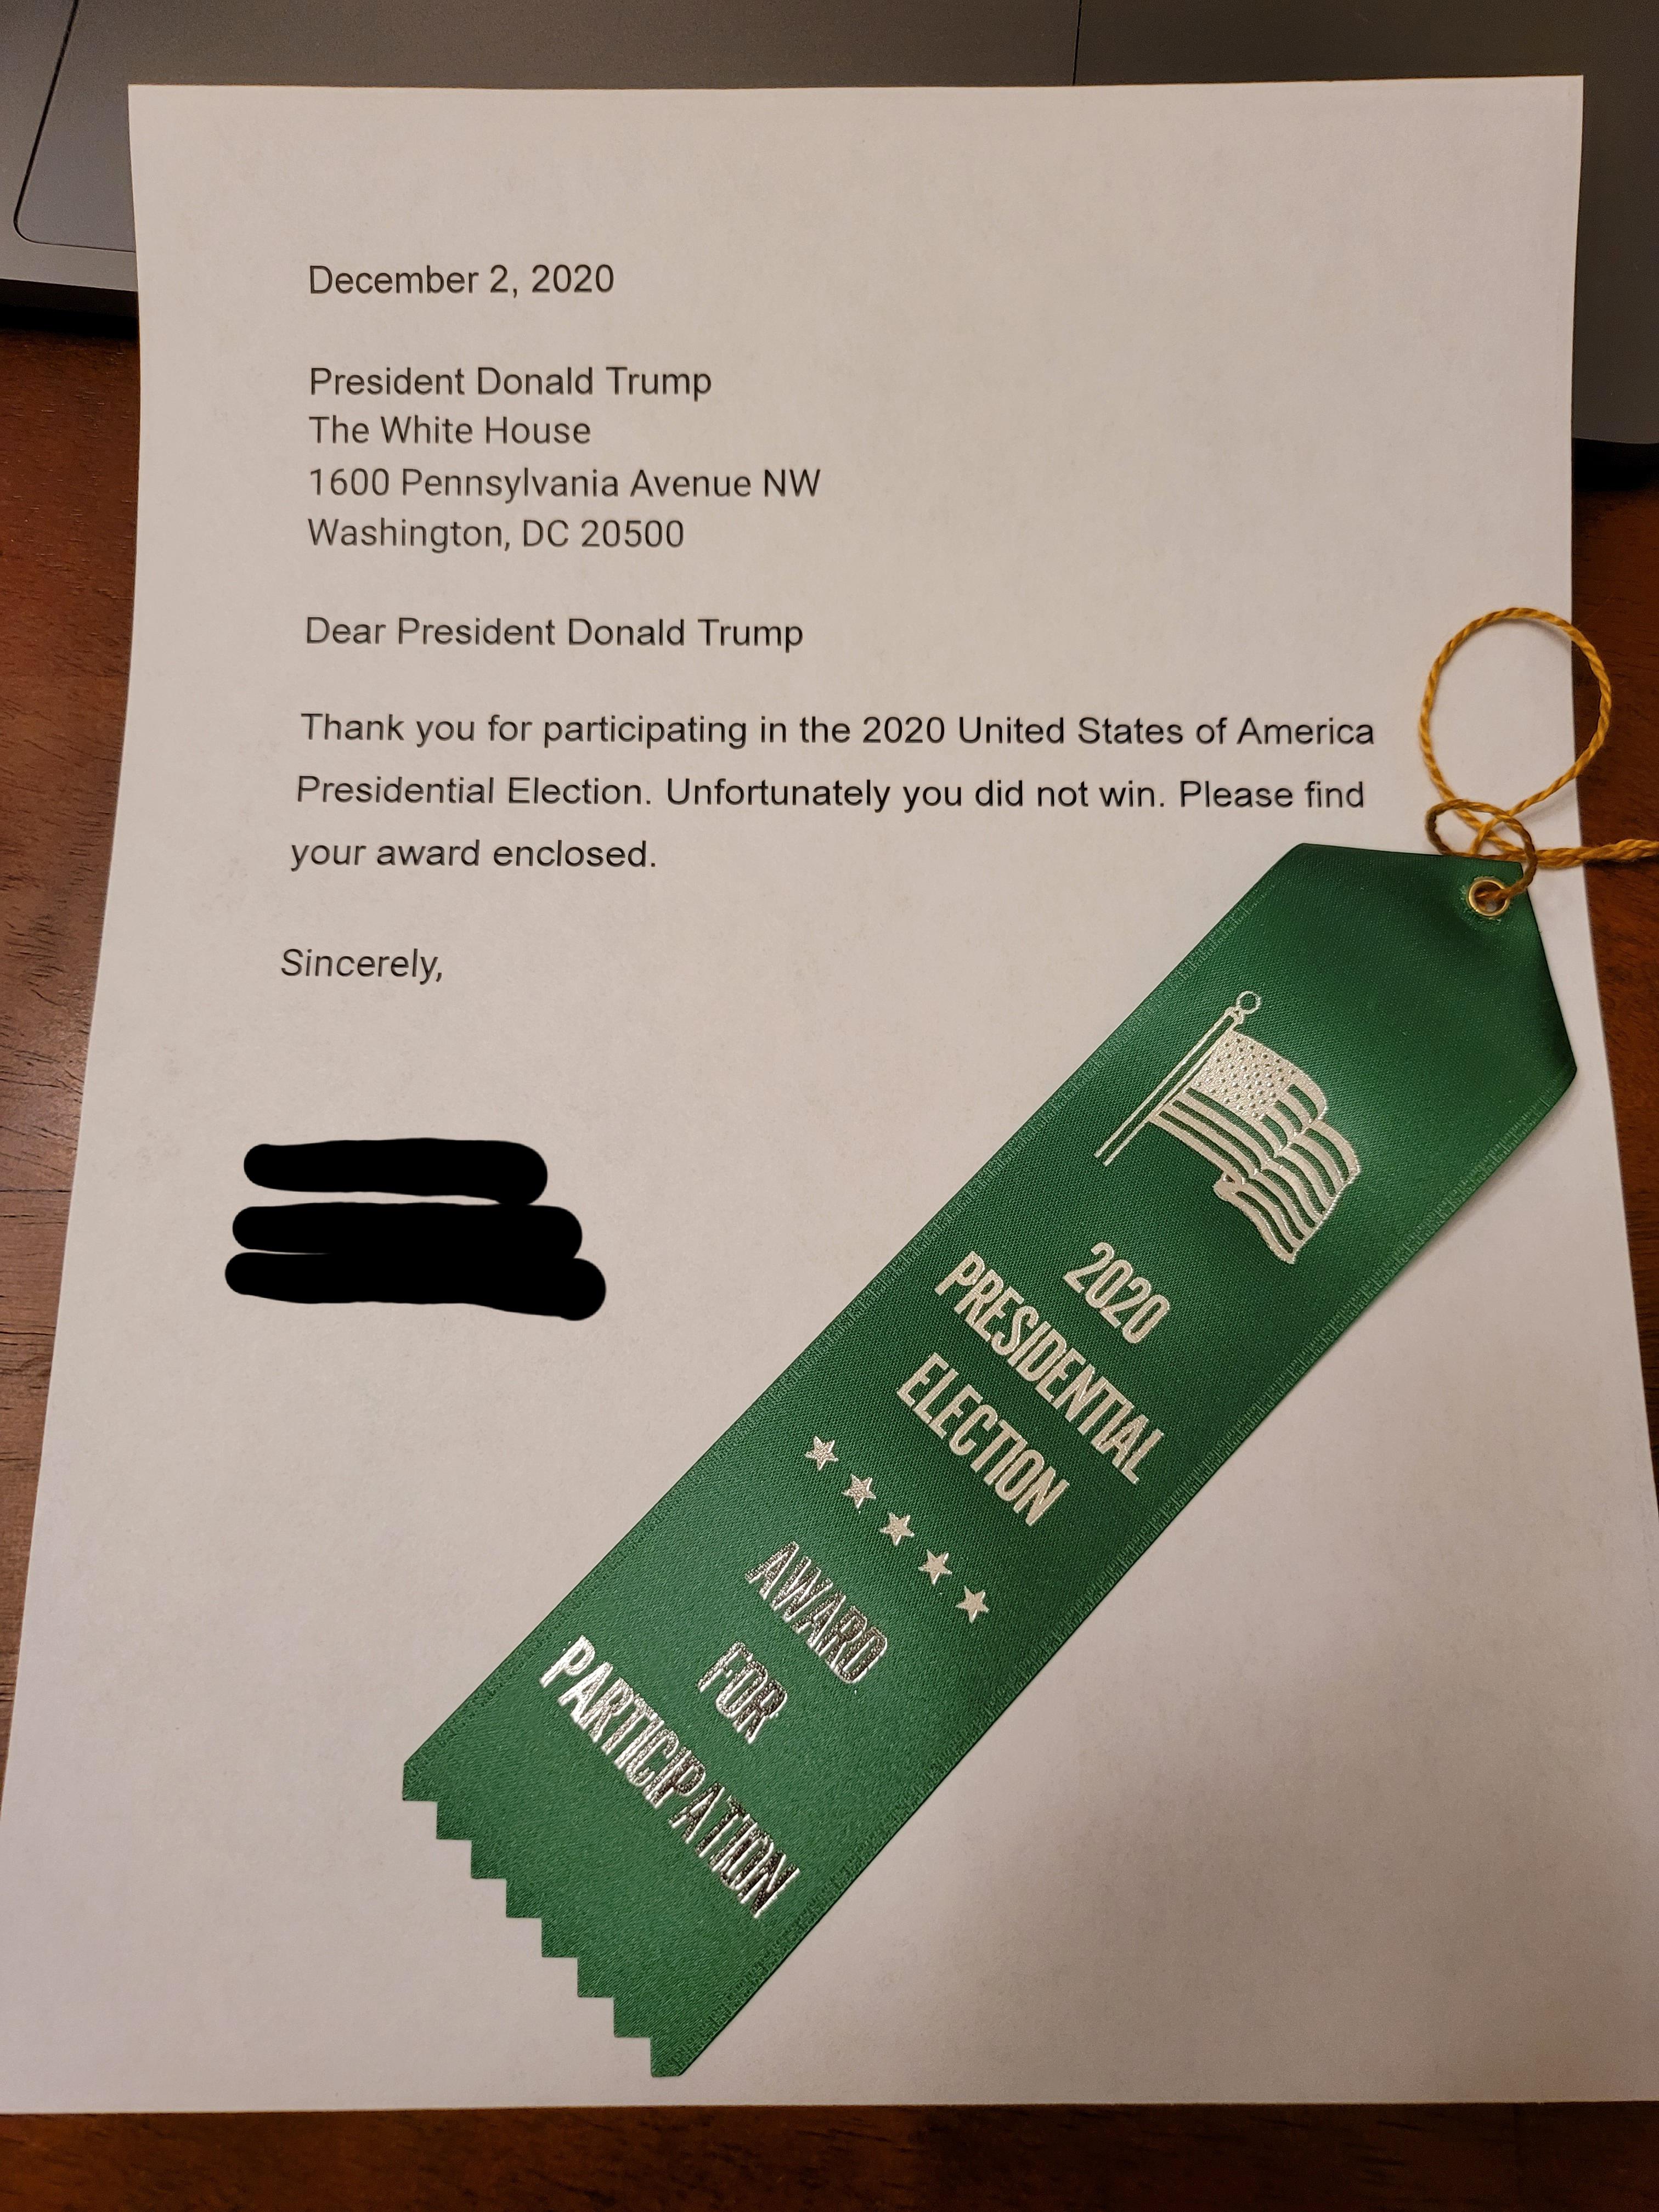 December 2, 2020
President Donald Trump
The White House
1600 Pennsylvania Avenue NW
Washington, DC 20500
Dear President Donald Trump
Thank you for participating in the 2020 United States of America
Presidential Election. Unfortunately you did not win. Please find
your award enclosed.
Sincerely,
2020
PRESIDENTIAL
ELECTION
AWARD
FOR
PARTICIPATION